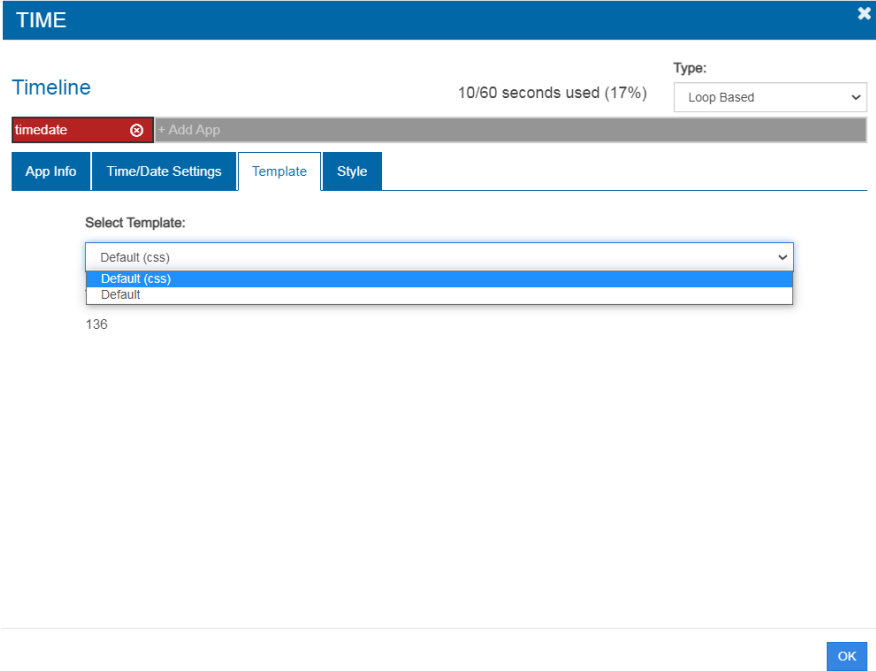 TIME
Timeline
10/60 seconds used (17%)
Type:
Loop Based
timedate
+ Add App
App Info
Time/Date Settings
Template
Style
Select Template:
Default (css)
Default (css)
Default
136
OK